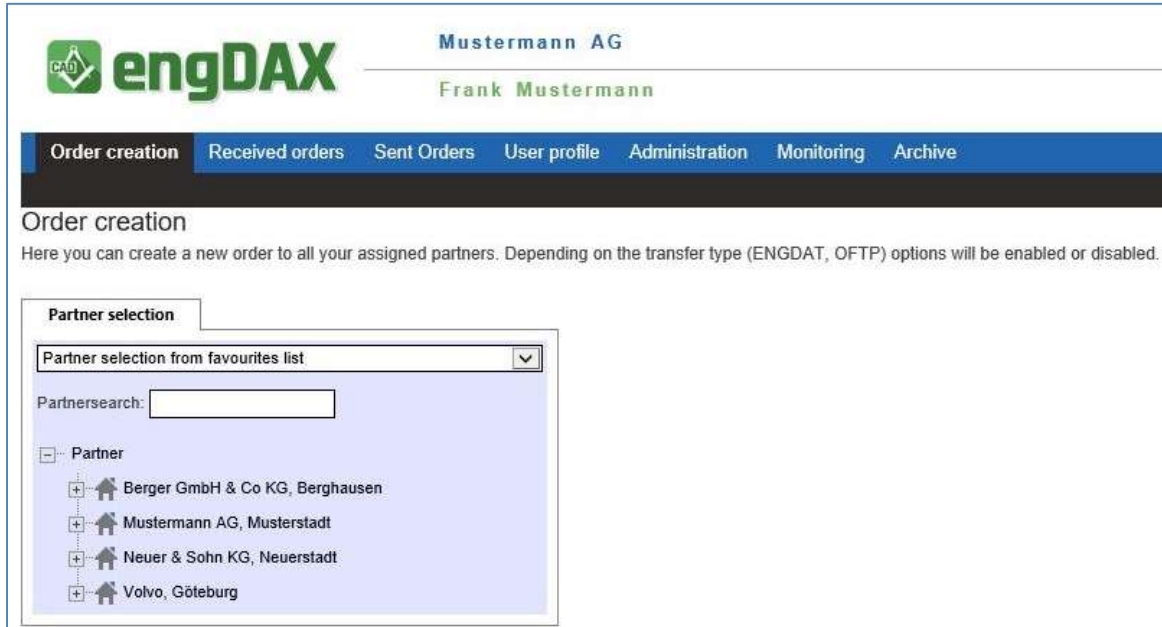 CAD engDAX
Mustermann AG
Frank Mustermann
Order creation Received orders Sent Orders User profile Administration Monitoring Archive
Order creation
Here you can create a new order to all your assigned partners. Depending on the transfer type (ENGDAT, OFTP) options will be enabled or disabled.
Partner selection
Partner selection from favourites list
Partnersearch:
Partner
Berger GmbH & Co KG, Berghausen
Mustermann AG, Musterstadt
Neuer & Sohn KG, Neuerstadt
Volvo, Göteburg